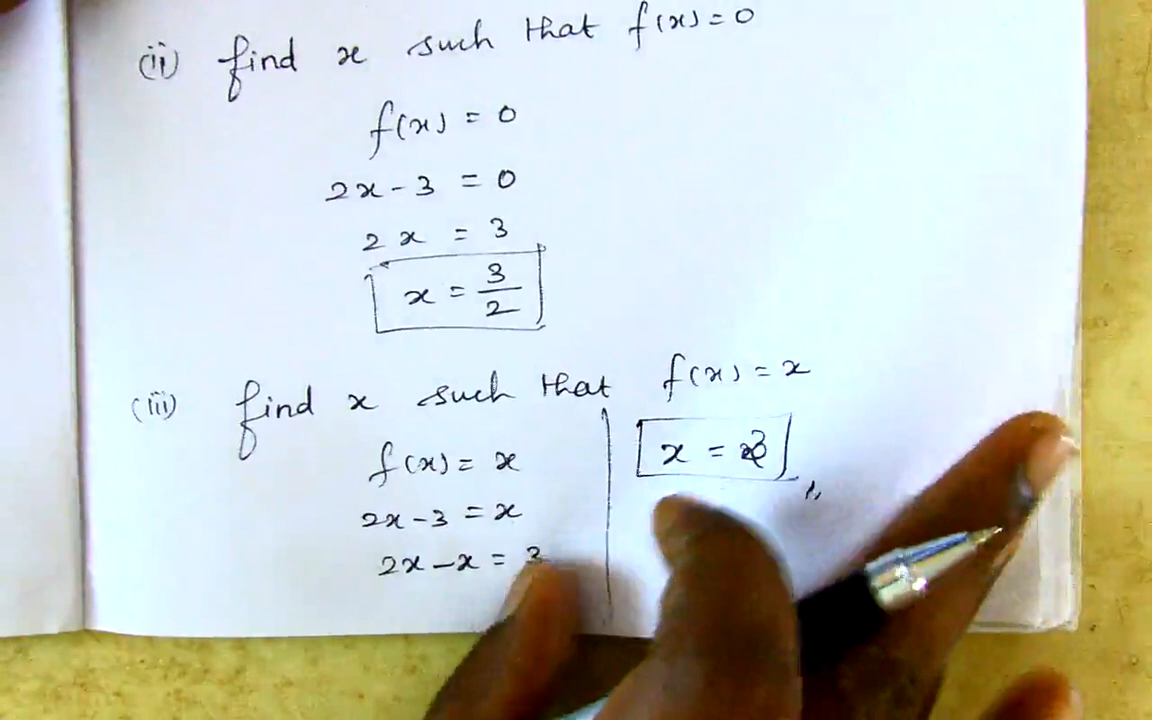 (ii) find x such that f(x) = 0
f(x) = 0
2x - 3 = 0
2x = 3
x = 3/2
(iii) find x such that f(x) = x
f(x) = x
2x - 3 = x
2x - x = 3
x = 3